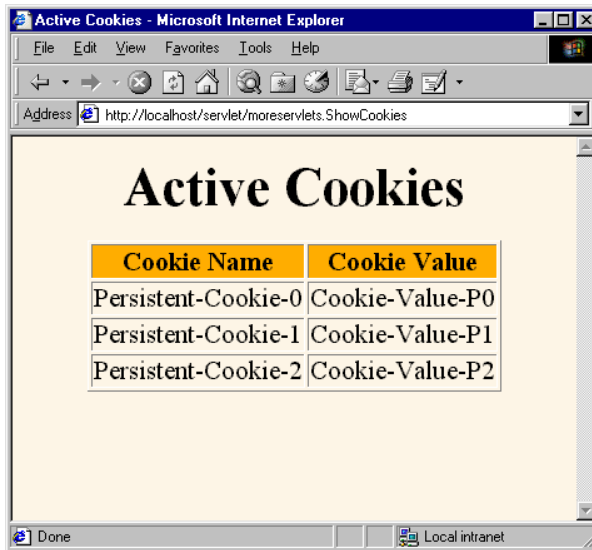 Active Cookies - Microsoft Internet Explorer
File Edit View Favorites Tools Help
Address http://localhost/servlet/moreservlets.ShowCookies
Active Cookies
Cookie Name Cookie Value
Persistent-Cookie-0 Cookie-Value-P0
Persistent-Cookie-1 Cookie-Value-P1
Persistent-Cookie-2 Cookie-Value-P2
Done Local intranet